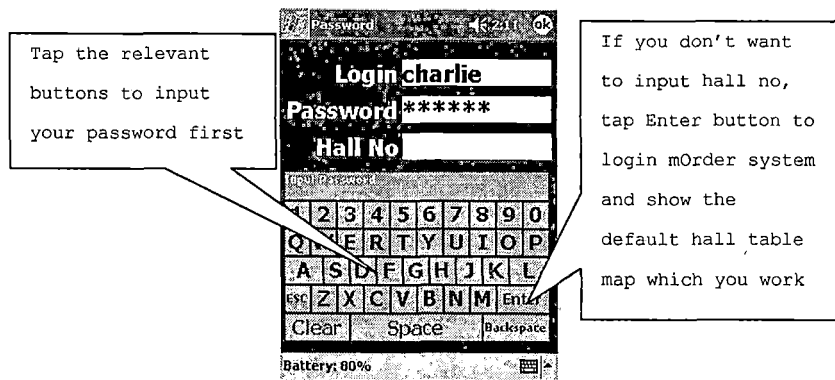 Tap the relevant
buttons to input
your password first
Password 2:11 ok
Login charlie
Password ******
Hall No
Input Password
1 2 3 4 5 6 7 8 9 0
Q W E R T Y U I O P
A S D F G H J K L
ESC Z X C V B N M Enter
Clear Space Backspace
Battery: 80%
If you don't want
to input hall no,
tap Enter button to
login mOrder system
and show the
default hall table
map which you work